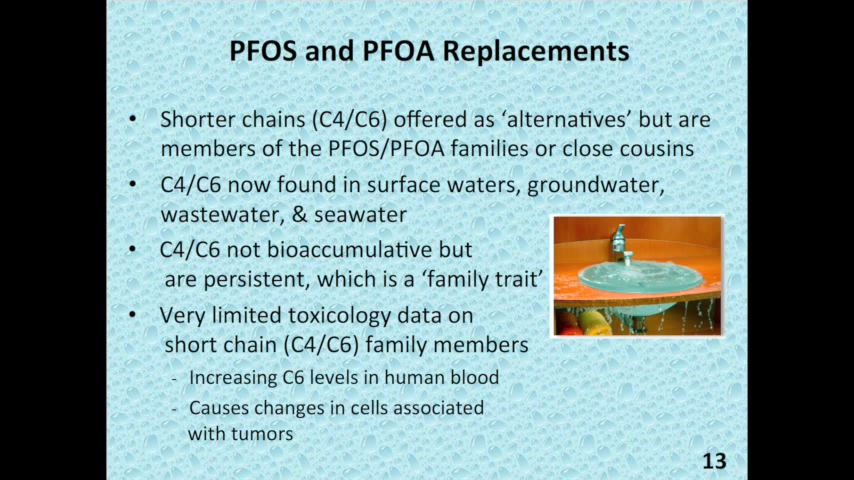 PFOS and PFOA Replacements
• Shorter chains (C4/C6) offered as ‘alternatives’ but are
members of the PFOS/PFOA families or close cousins
• C4/C6 now found in surface waters, groundwater,
wastewater, & seawater
• C4/C6 not bioaccumulative but
are persistent, which is a ‘family trait’
• Very limited toxicology data on
short chain (C4/C6) family members
- Increasing C6 levels in human blood
- Causes changes in cells associated
with tumors
13